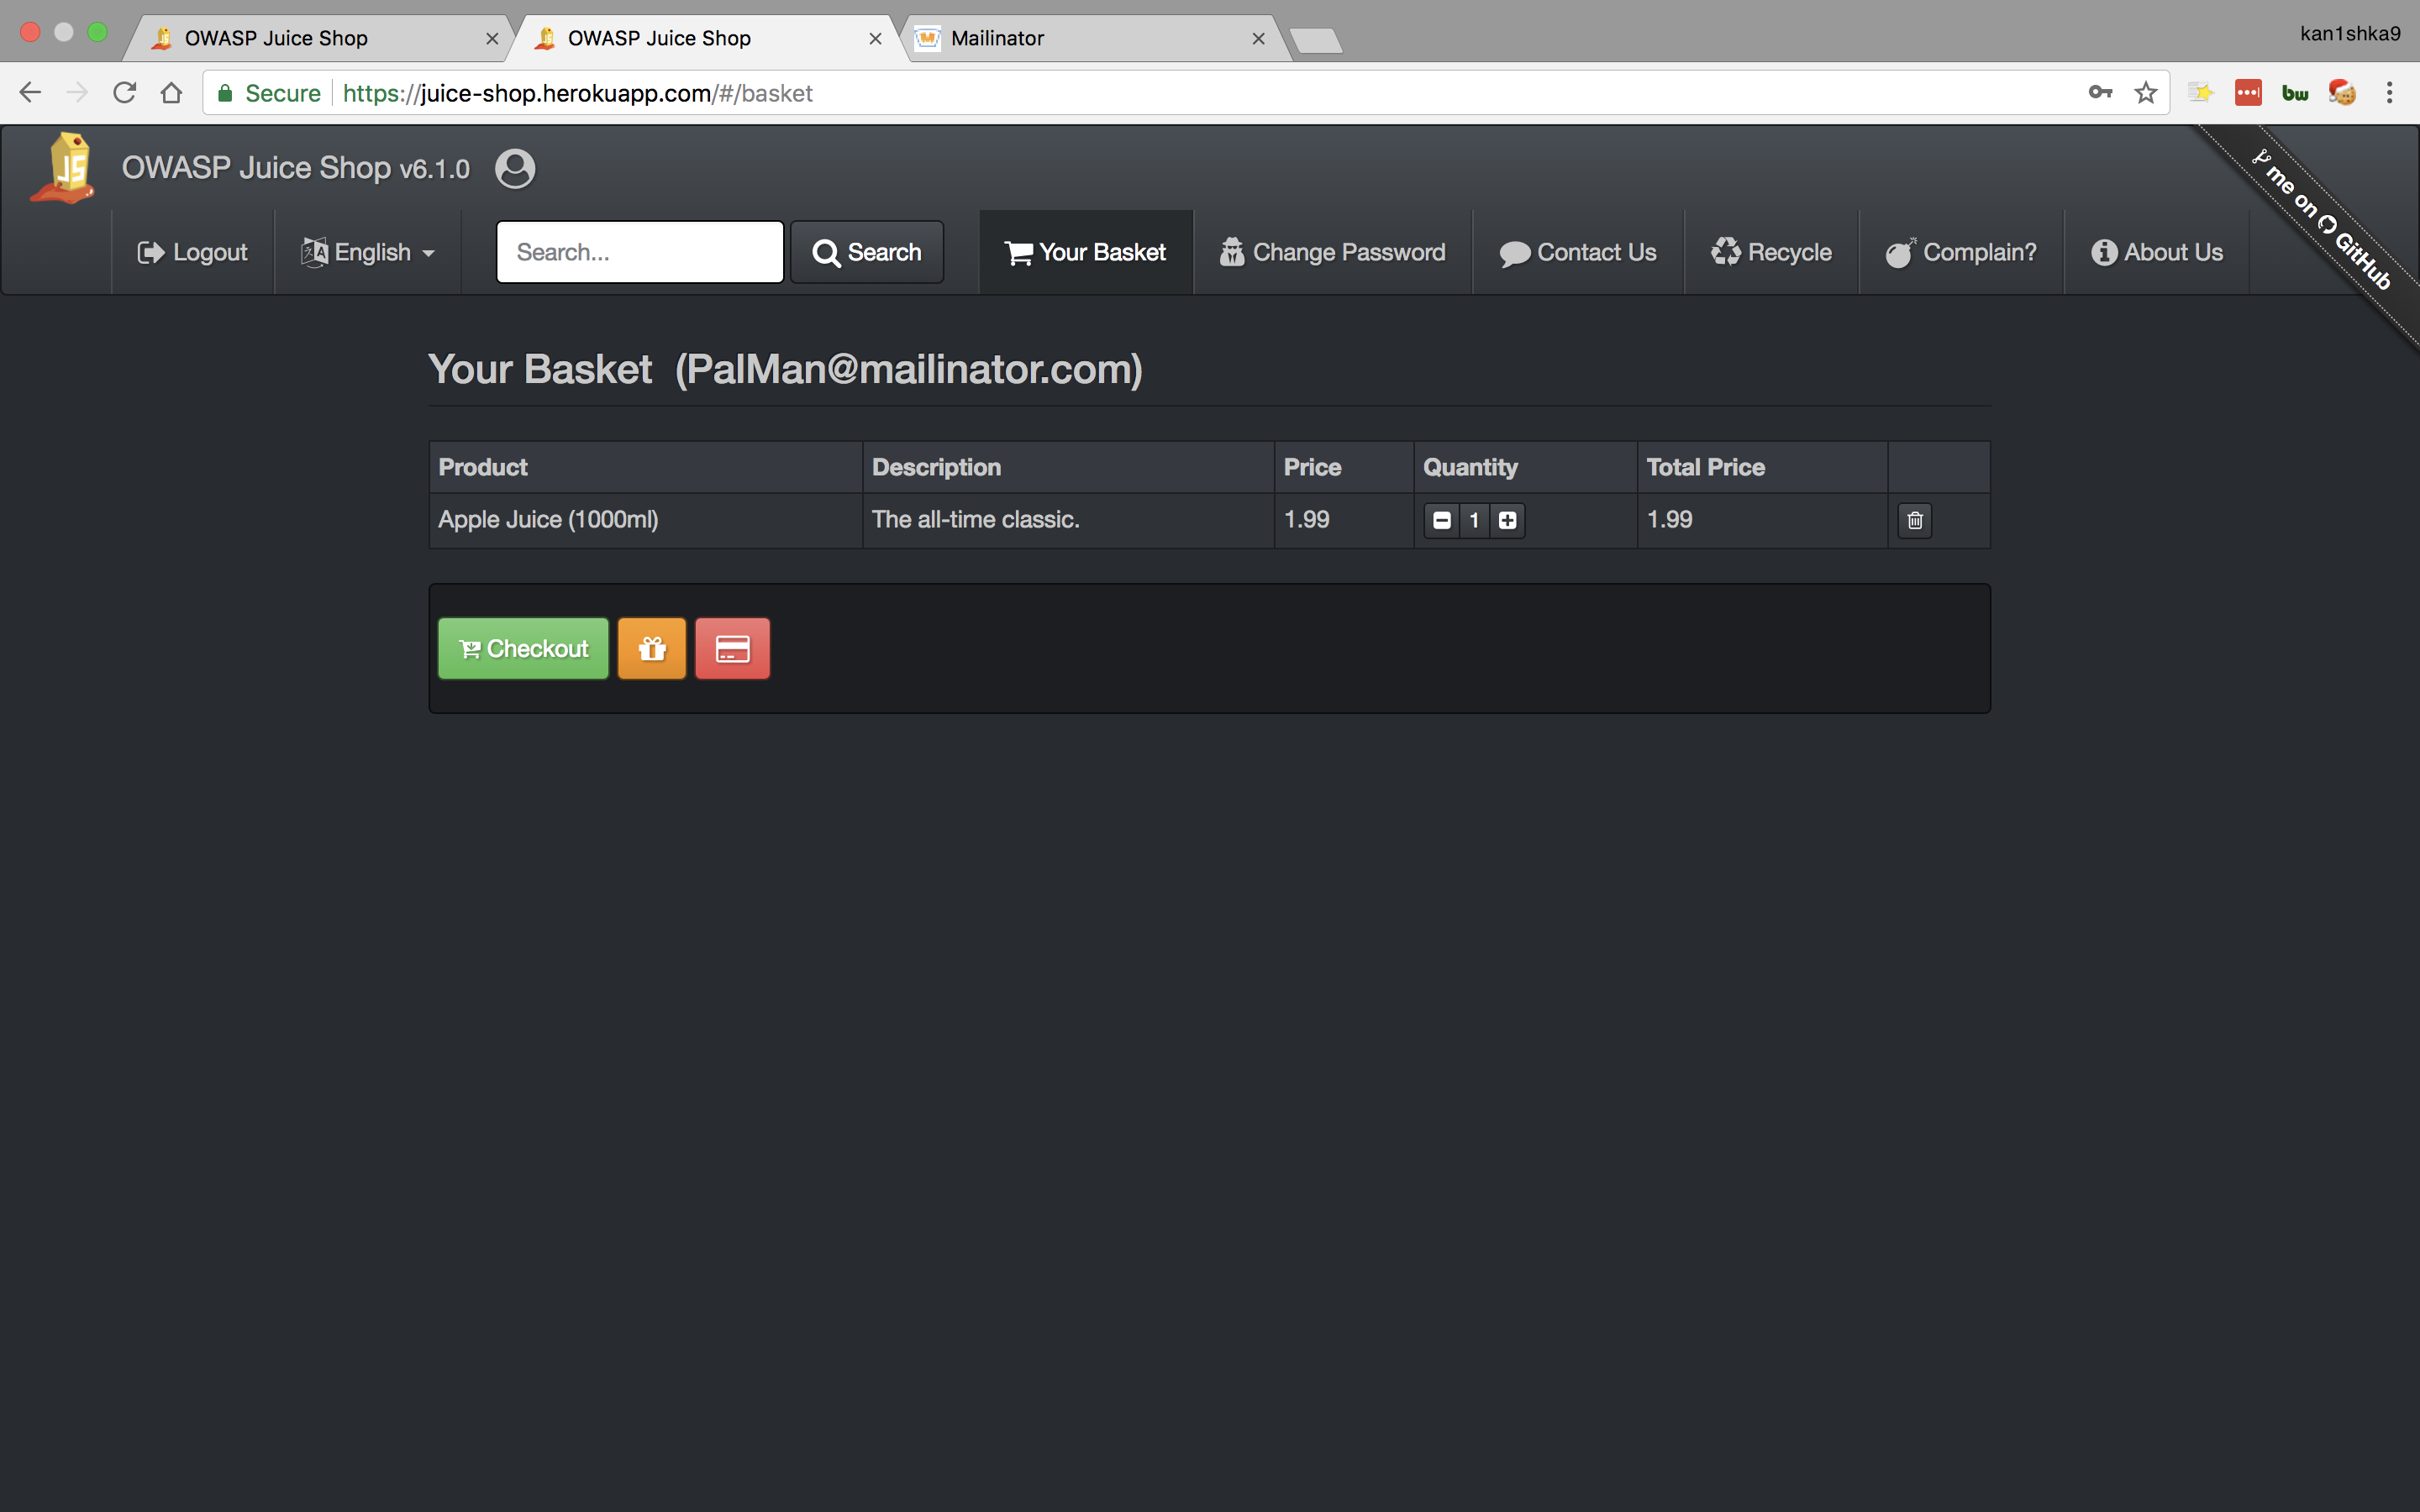 OWASP Juice Shop
OWASP Juice Shop
Mailinator
kan1shka9
Secure https://juice-shop.herokuapp.com/#/basket
bw
JS
OWASP Juice Shop v6.1.0
me on GitHub
Logout
English
Search...
Search
Your Basket
Change Password
Contact Us
Recycle
Complain?
About Us
Your Basket (PalMan@mailinator.com)
Product Description Price Quantity Total Price
Apple Juice (1000ml) The all-time classic. 1.99 1 1.99
Checkout